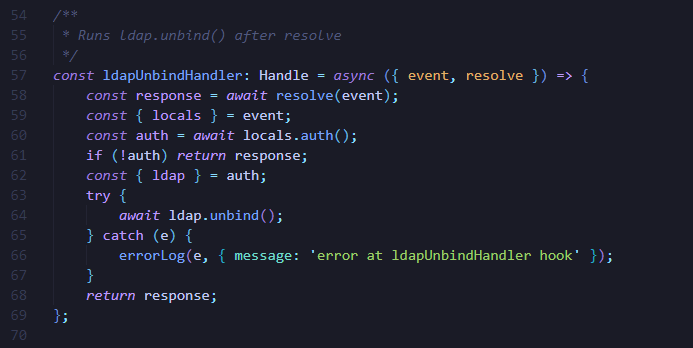 54 /**
55  * Runs ldap.unbind() after resolve
56  */
57 const ldapUnbindHandler: Handle = async ({ event, resolve }) => {
58     const response = await resolve(event);
59     const { locals } = event;
60     const auth = await locals.auth();
61     if (!auth) return response;
62     const { ldap } = auth;
63     try {
64         await ldap.unbind();
65     } catch (e) {
66         errorLog(e, { message: 'error at ldapUnbindHandler hook' });
67     }
68     return response;
69 };
70